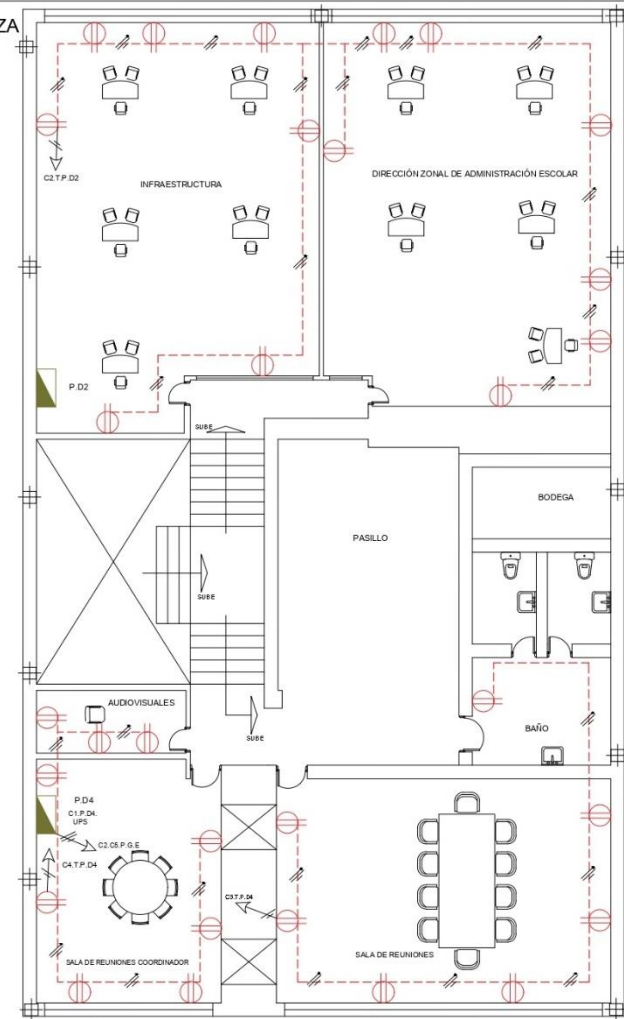 ZA
C2.T.P.D2
INFRAESTRUCTURA
DIRECCIÓN ZONAL DE ADMINISTRACIÓN ESCOLAR
P.D2
SUBE
BODEGA
PASILLO
SUBE
AUDIOVISUALES
SUBE
BAÑO
P.D4
C1.P.D4.
UPS
C2.C5.P.G.E
C4.T.P.D4
C3.T.P.D4
SALA DE REUNIONES COORDINADOR
SALA DE REUNIONES